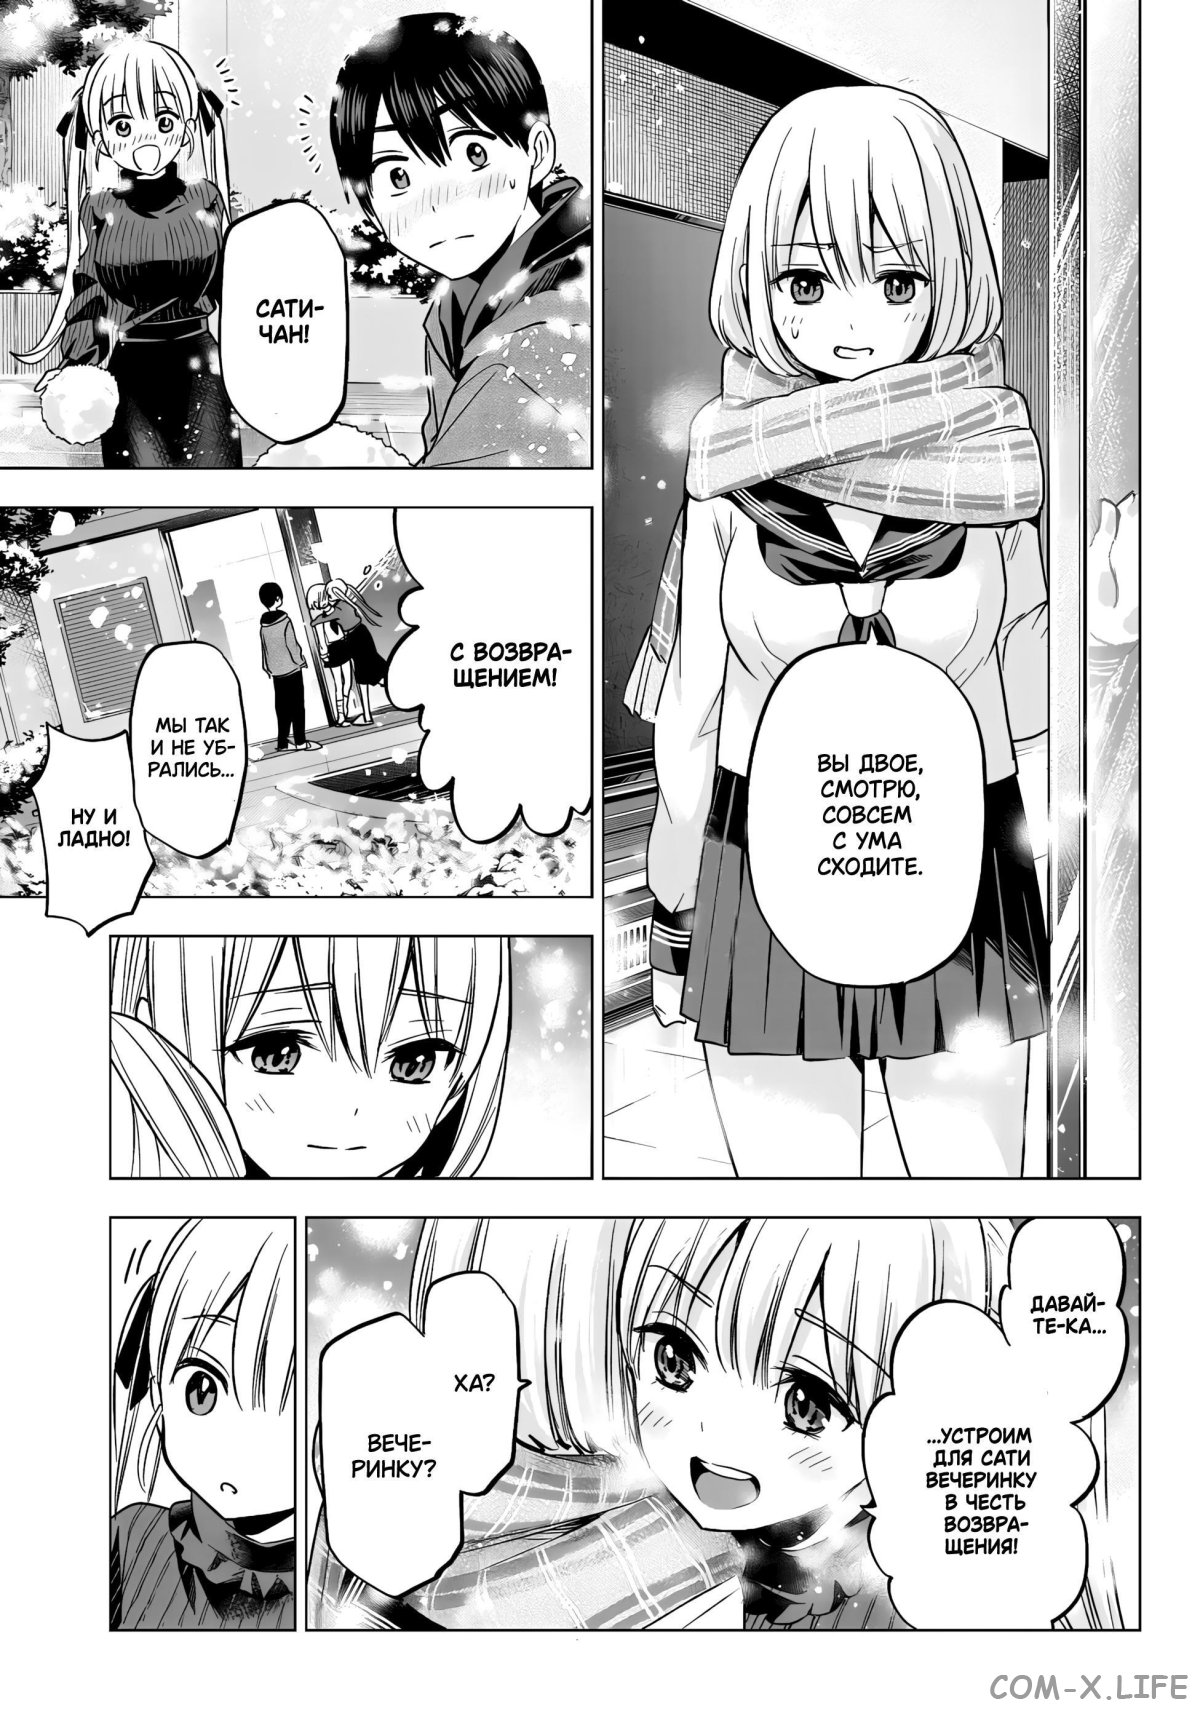 ВЫ ДВОЕ,
СМОТРЮ,
СОВСЕМ
С УМА
СХОДИТЕ.
САТИ-
ЧАН!
С ВОЗВРА-
ЩЕНИЕМ!
МЫ ТАК
И НЕ УБ-
РАЛИСЬ...
НУ И
ЛАДНО!
ДАВАЙ-
ТЕ-КА...
...УСТРОИМ
ДЛЯ САТИ
ВЕЧЕРИНКУ
В ЧЕСТЬ
ВОЗВРА-
ЩЕНИЯ!
ХА?
ВЕЧЕ-
РИНКУ?
COM-X.LIFE